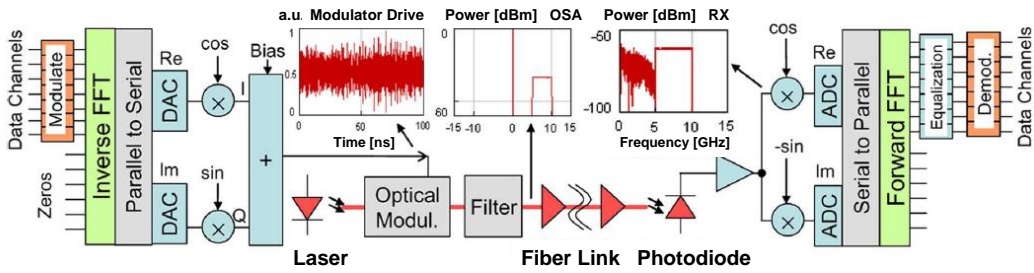 Data Channels
Modulate
Zeros
Inverse FFT
Parallel to Serial
Re
DAC
Im
DAC
cos
×
I
sin
×
Q
Bias
+
a.u. Modulator Drive
1
0.5
0
0 50 100
Time [ns]
Power [dBm] OSA
0
60
-15 -10 0 10 15
Power [dBm] RX
-50
-100
0 5 10 15
Frequency [GHz]
Laser
Optical
Modul.
Filter
Fiber Link
Photodiode
cos
×
-sin
×
Re
ADC
Im
ADC
Serial to Parallel
Forward FFT
Equalization
Demod.
Data Channels